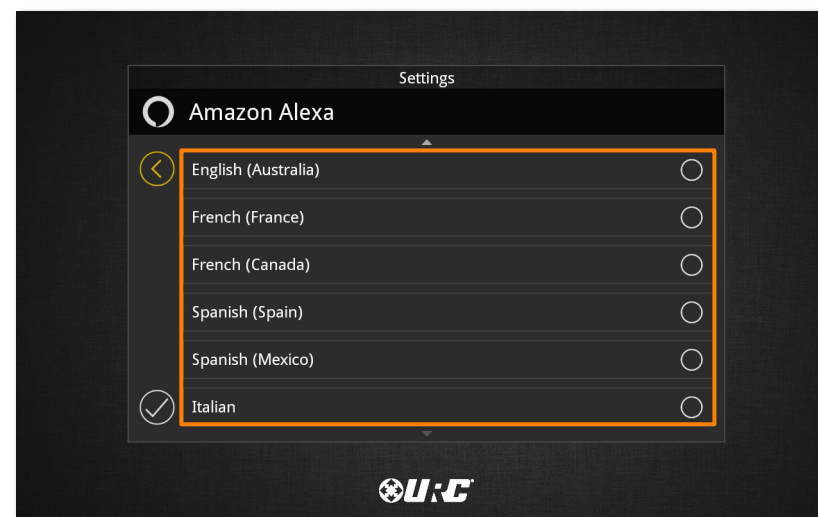 Settings
Amazon Alexa
English (Australia)
French (France)
French (Canada)
Spanish (Spain)
Spanish (Mexico)
Italian
URC